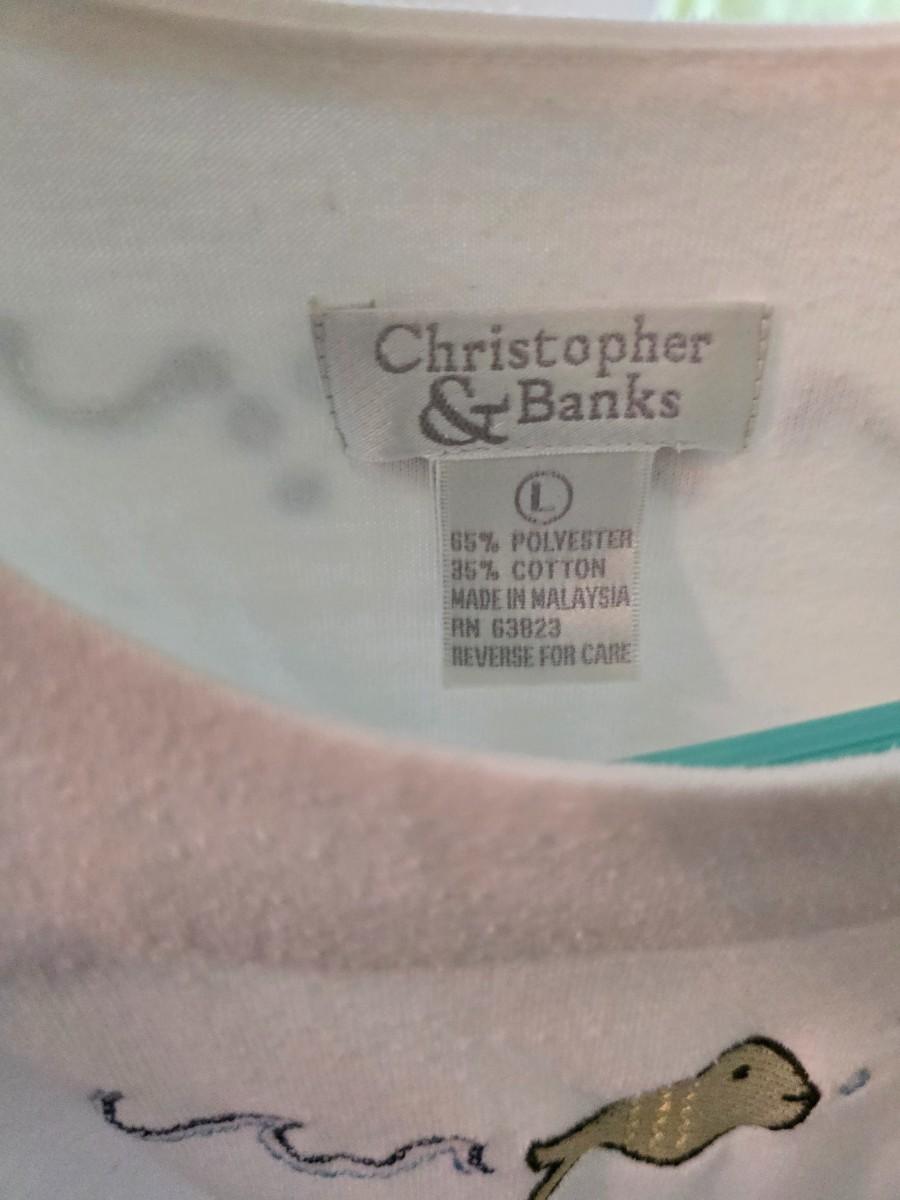 Christopher
& Banks
L
65% POLYESTER
35% COTTON
MADE IN MALAYSIA
RN 63823
REVERSE FOR CARE